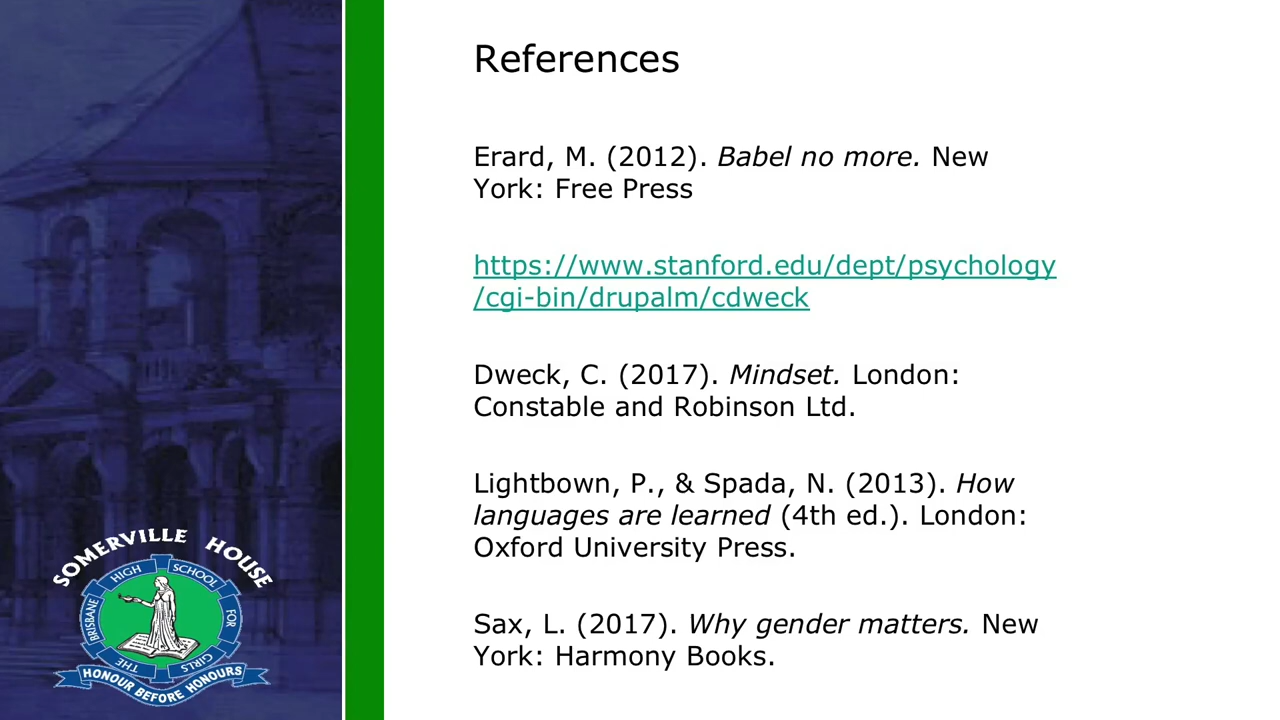 References
Erard, M. (2012). Babel no more. New
York: Free Press
https://www.stanford.edu/dept/psychology
/cgi-bin/drupalm/cdweck
Dweck, C. (2017). Mindset. London:
Constable and Robinson Ltd.
Lightbown, P., & Spada, N. (2013). How
languages are learned (4th ed.). London:
Oxford University Press.
Sax, L. (2017). Why gender matters. New
York: Harmony Books.
SOMERVILLE HOUSE
THE BRISBANE HIGH SCHOOL FOR GIRLS
HONOUR BEFORE HONOURS